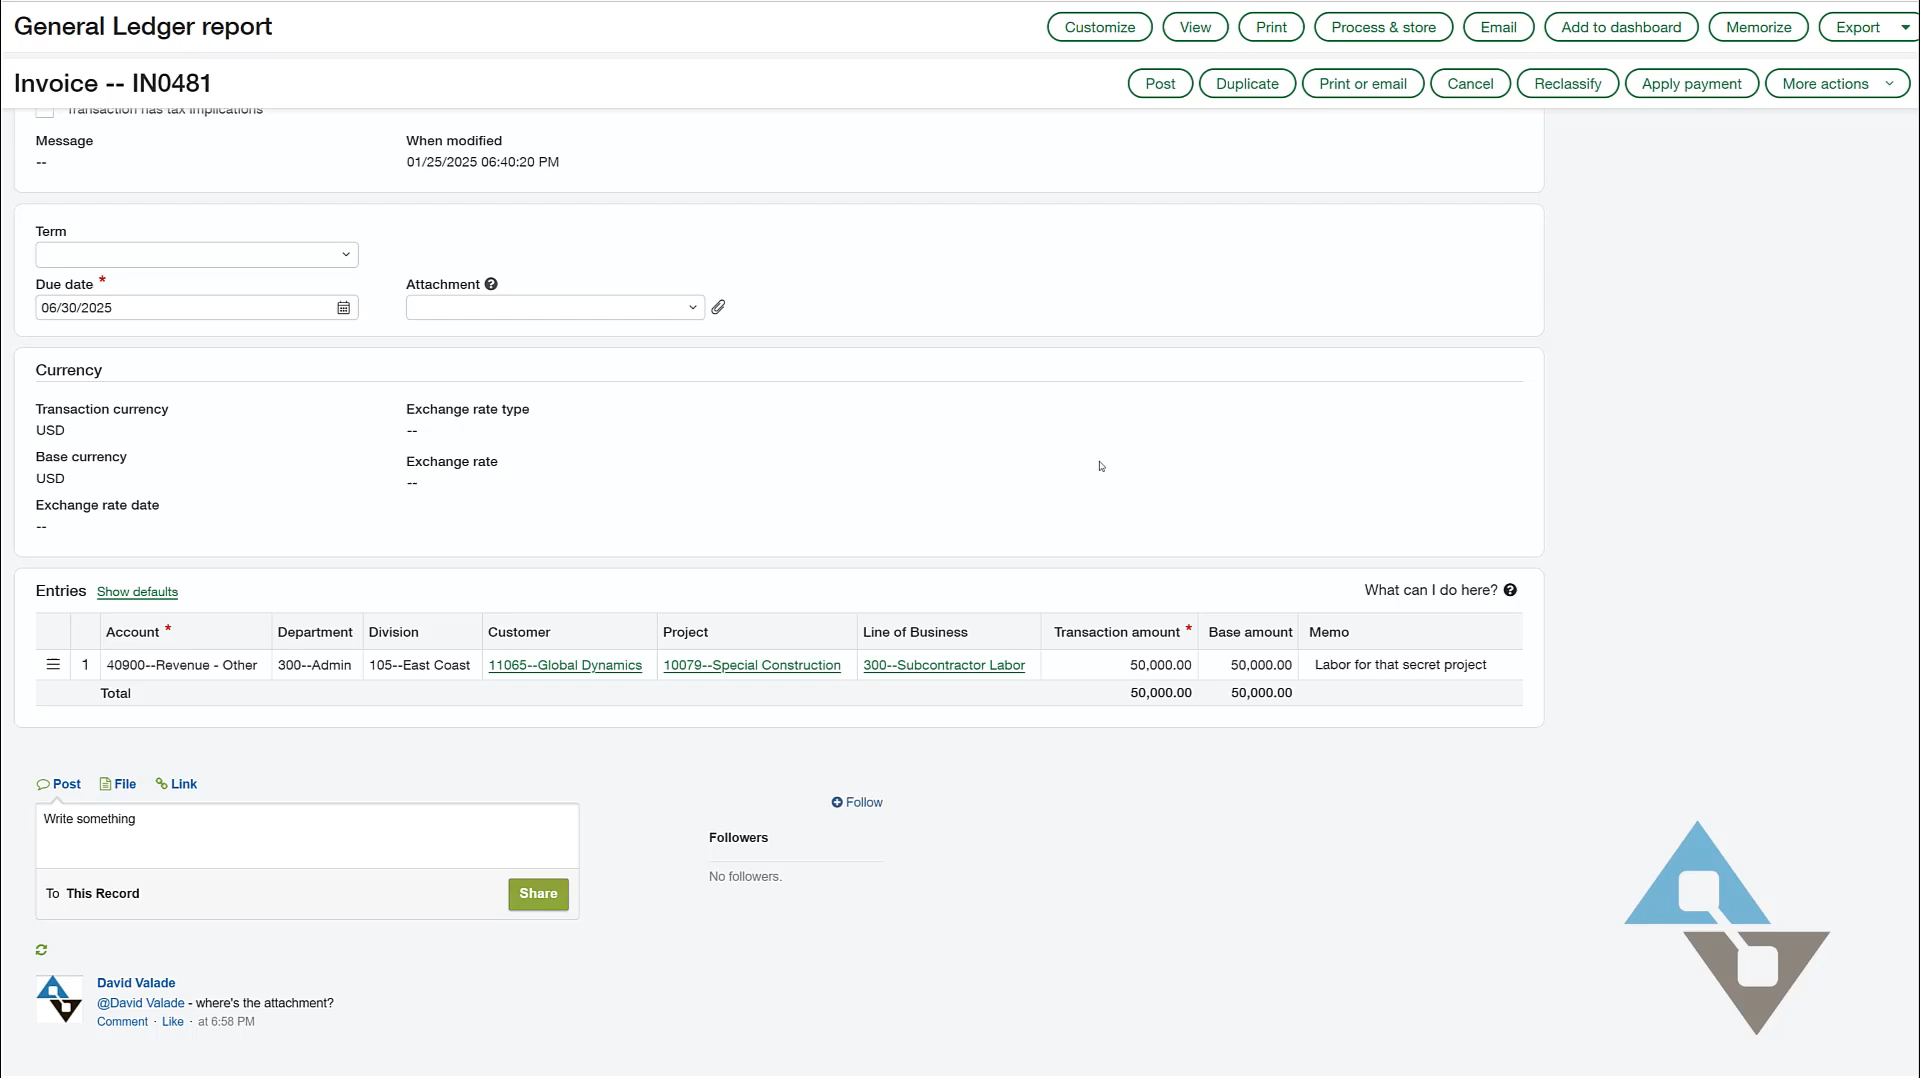 General Ledger report
Customize View Print Process & store Email Add to dashboard Memorize Export
Invoice -- IN0481
Post Duplicate Print or email Cancel Reclassify Apply payment More actions
Transaction has tax implications
Message When modified
-- 01/25/2025 06:40:20 PM
Term
Due date * Attachment ?
06/30/2025
Currency
Transaction currency Exchange rate type
USD --
Base currency Exchange rate
USD --
Exchange rate date
--
Entries Show defaults What can I do here? ?
Account * Department Division Customer Project Line of Business Transaction amount * Base amount Memo
1 40900--Revenue - Other 300--Admin 105--East Coast 11065--Global Dynamics 10079--Special Construction 300--Subcontractor Labor 50,000.00 50,000.00 Labor for that secret project
Total 50,000.00 50,000.00
Post File Link
Write something
Follow
Followers
No followers.
To This Record Share
David Valade
@David Valade - where's the attachment?
Comment · Like · at 6:58 PM